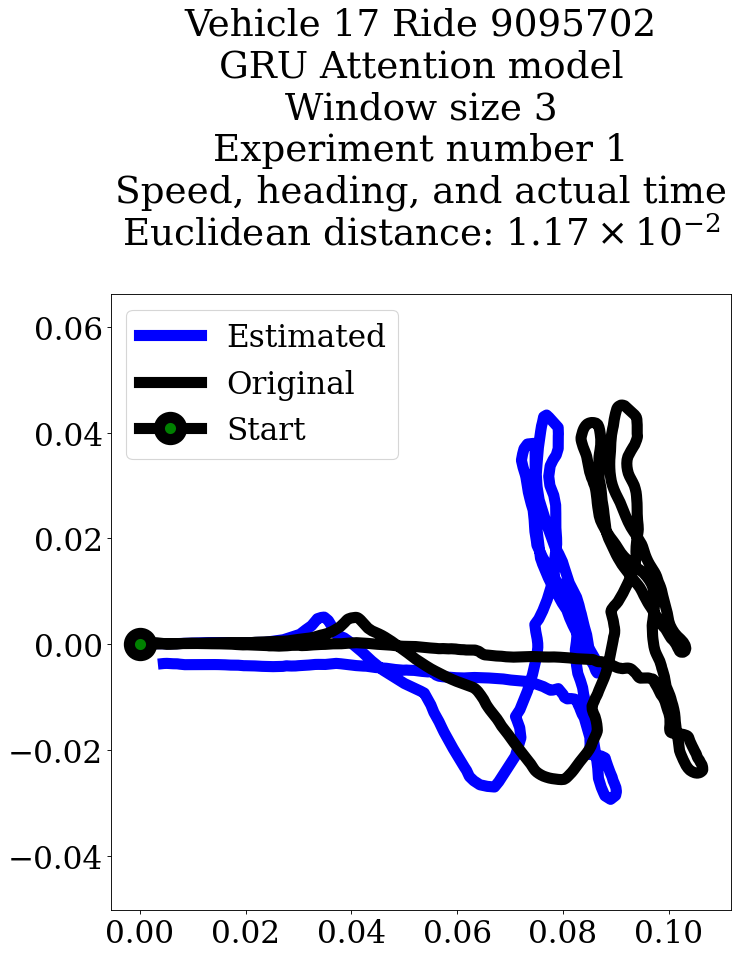 Vehicle 17 Ride 9095702
GRU Attention model
Window size 3
Experiment number 1
Speed, heading, and actual time
Euclidean distance: 1.17 × 10⁻²
Estimated
Original
Start
0.06
0.04
0.02
0.00
−0.02
−0.04
0.00 0.02 0.04 0.06 0.08 0.10